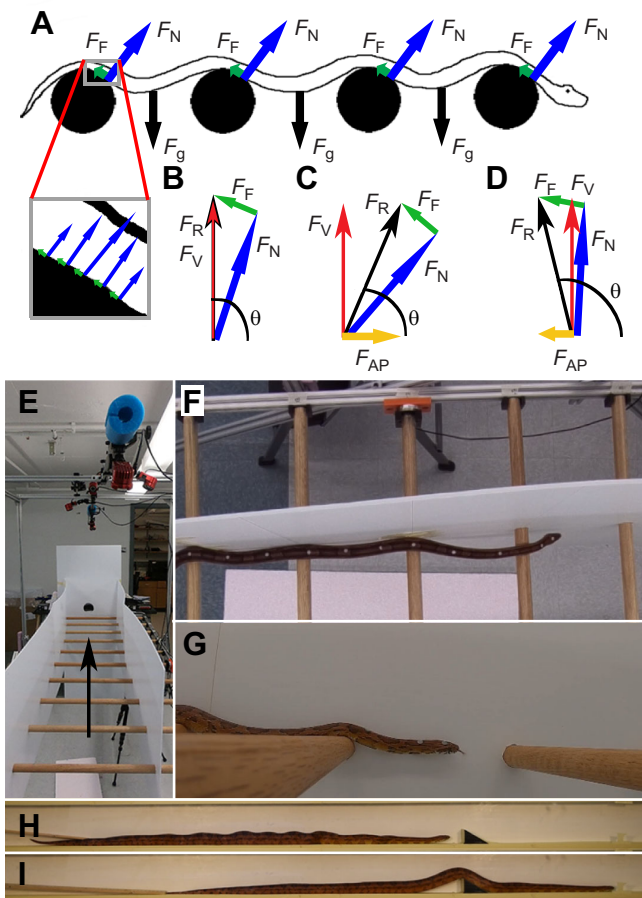 A
F_F F_N F_F F_N F_F F_N F_F F_N
F_g F_g F_g
B C D
F_F F_R F_V F_N θ
F_V F_R F_F F_N θ F_AP
F_F F_V F_R F_N θ F_AP
E
F
G
H
I